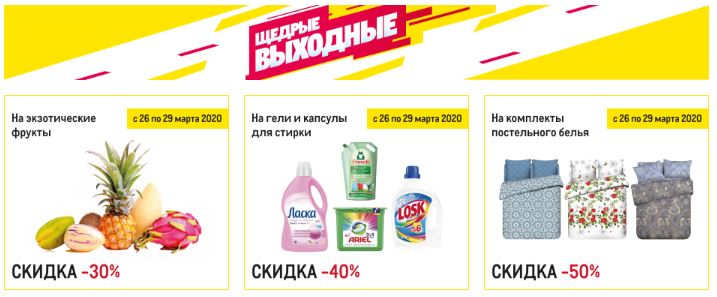 ЩЕДРЫЕ
ВЫХОДНЫЕ
На экзотические
фрукты
с 26 по 29 марта 2020
СКИДКА -30%
На гели и капсулы
для стирки
с 26 по 29 марта 2020
Frosch
Ласка
ARIEL
LOSK
СКИДКА -40%
На комплекты
постельного белья
с 26 по 29 марта 2020
СКИДКА -50%